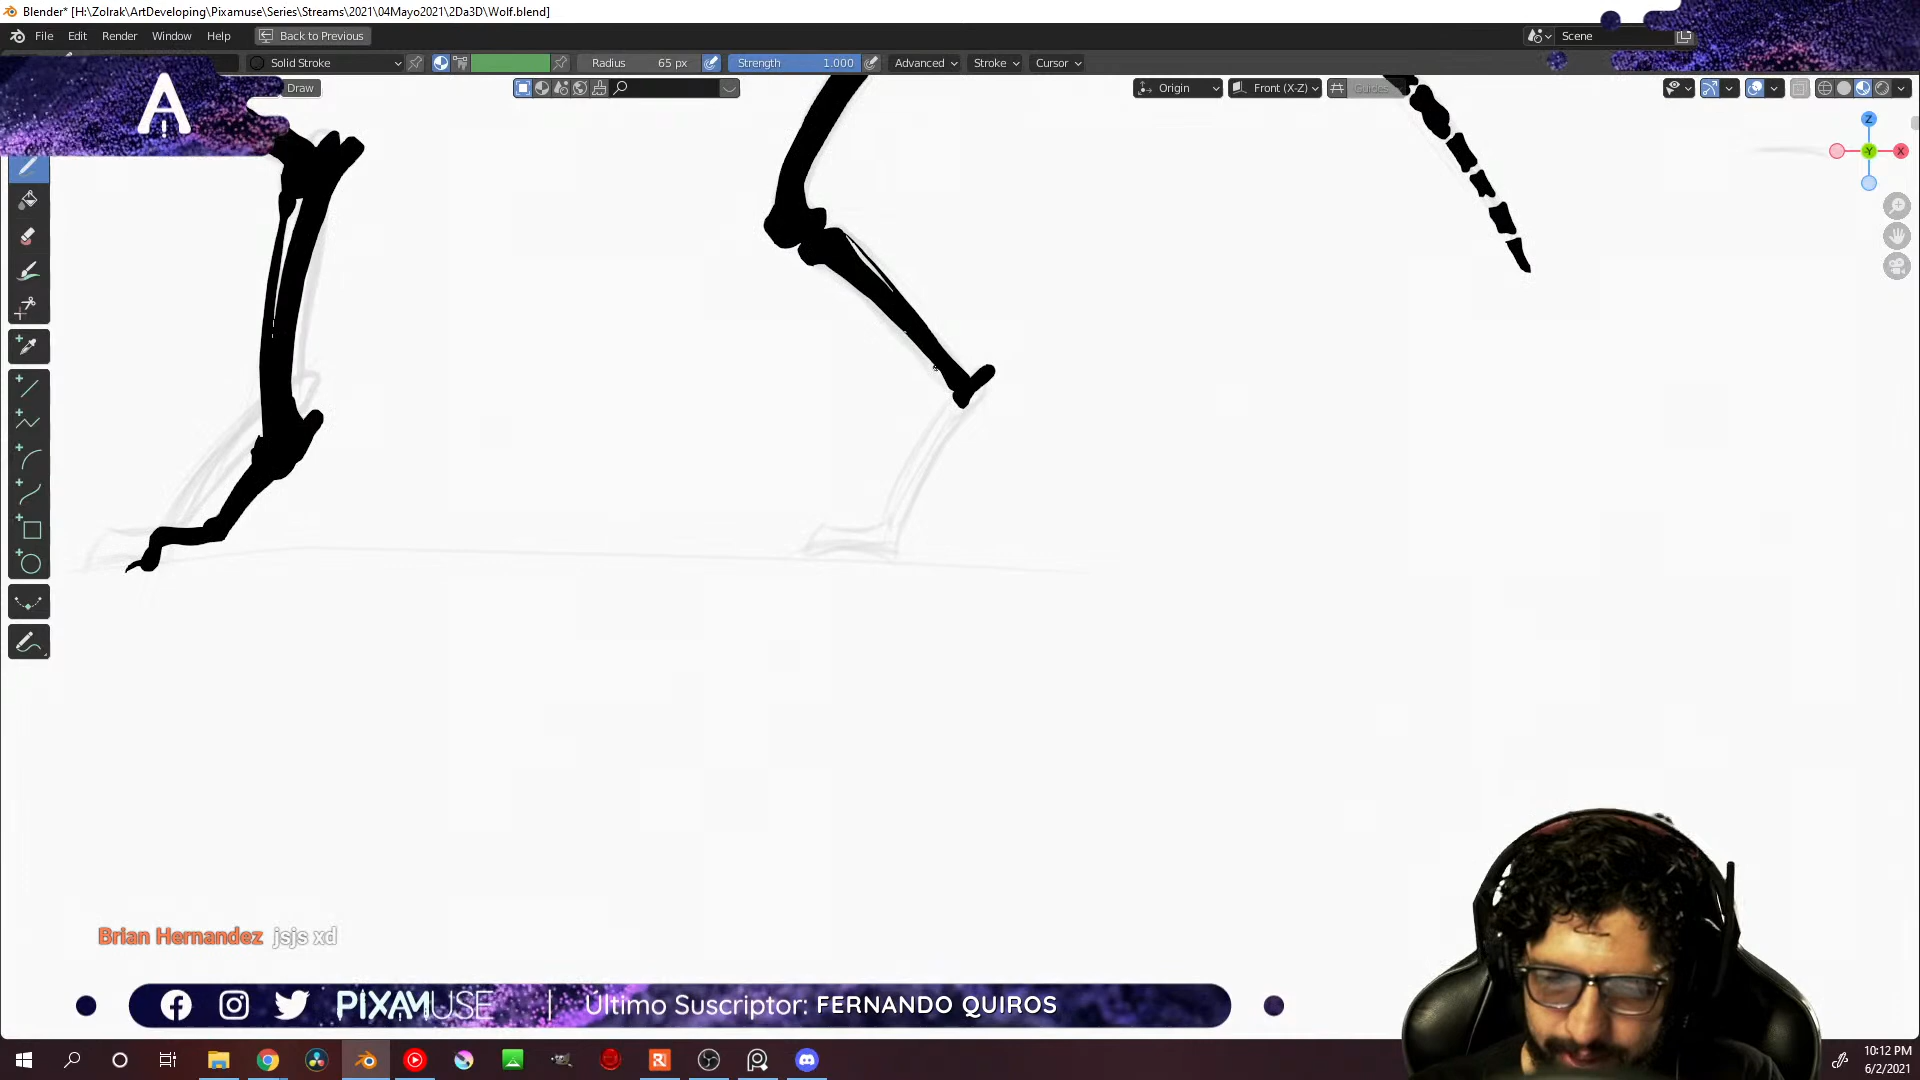 Blender* [H:\Zolrak\ArtDeveloping\Pixamuse\Series\Streams\2021\04Mayo2021\2Da3D\Wolf.blend]
File Edit Render Window Help Back to Previous Scene
Solid Stroke Radius 65 px Strength 1.000 Advanced Stroke Cursor
A Draw Origin Front (X-Z) Guides
Z
Y X
Brian Hernandez jsjs xd
PIXAMUSE | Último Suscriptor: FERNANDO QUIROS
10:12 PM
6/2/2021